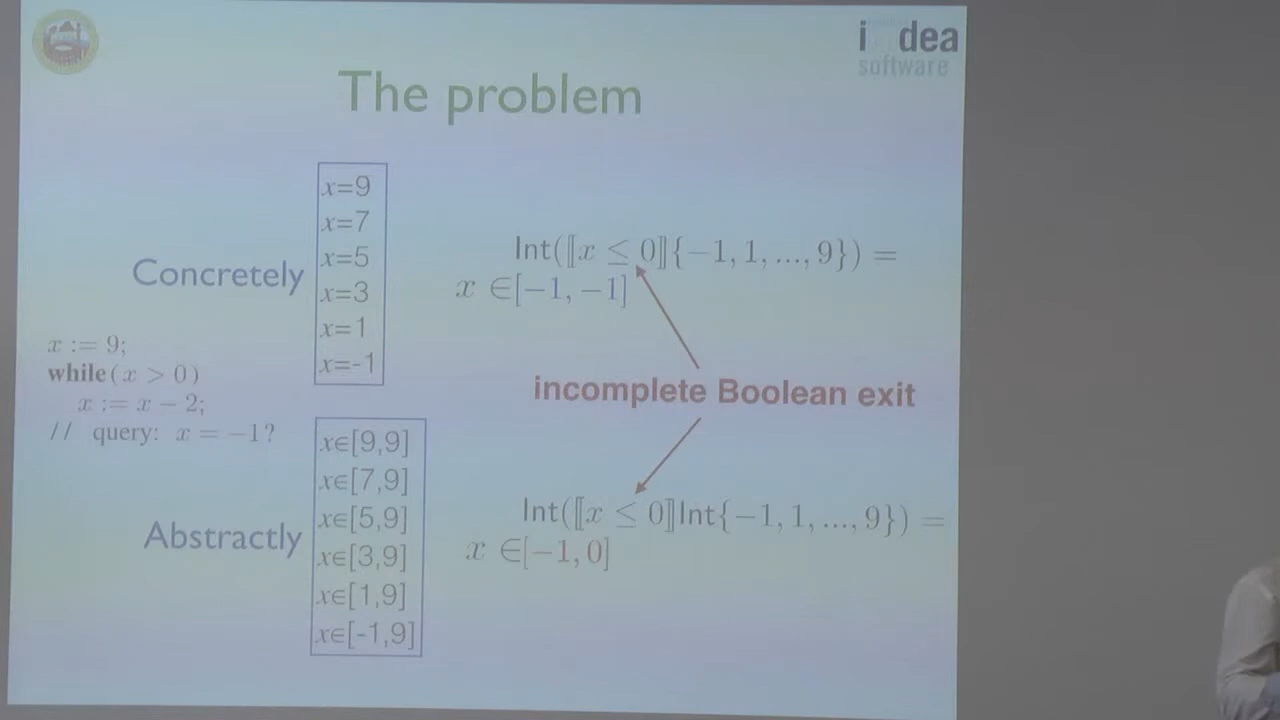 i dea
software
The problem
Concretely
x=9
x=7
x=5
x=3
x=1
x=-1
Int(⟦x ≤ 0⟧{−1, 1, ..., 9}) =
x ∈[−1, −1]
x := 9;
while(x > 0)
x := x − 2;
// query: x = −1?
incomplete Boolean exit
Abstractly
x∈[9,9]
x∈[7,9]
x∈[5,9]
x∈[3,9]
x∈[1,9]
x∈[-1,9]
Int(⟦x ≤ 0⟧Int{−1, 1, ..., 9}) =
x ∈[−1, 0]